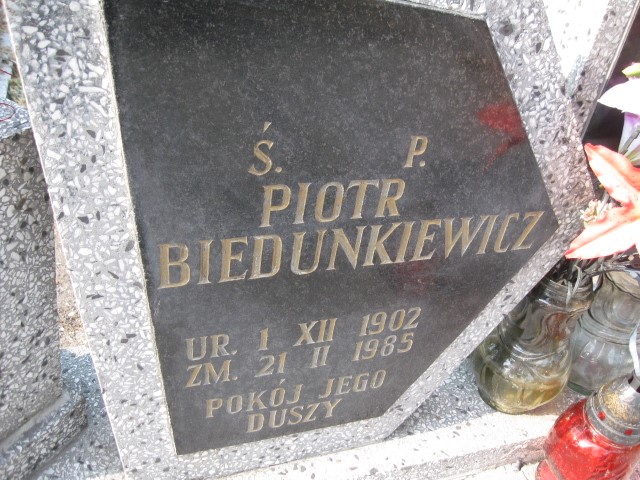 Ś. P.
PIOTR
BIEDUNKIEWICZ
UR. 1 XII 1902
ZM. 21 II 1985
POKÓJ JEGO
DUSZY